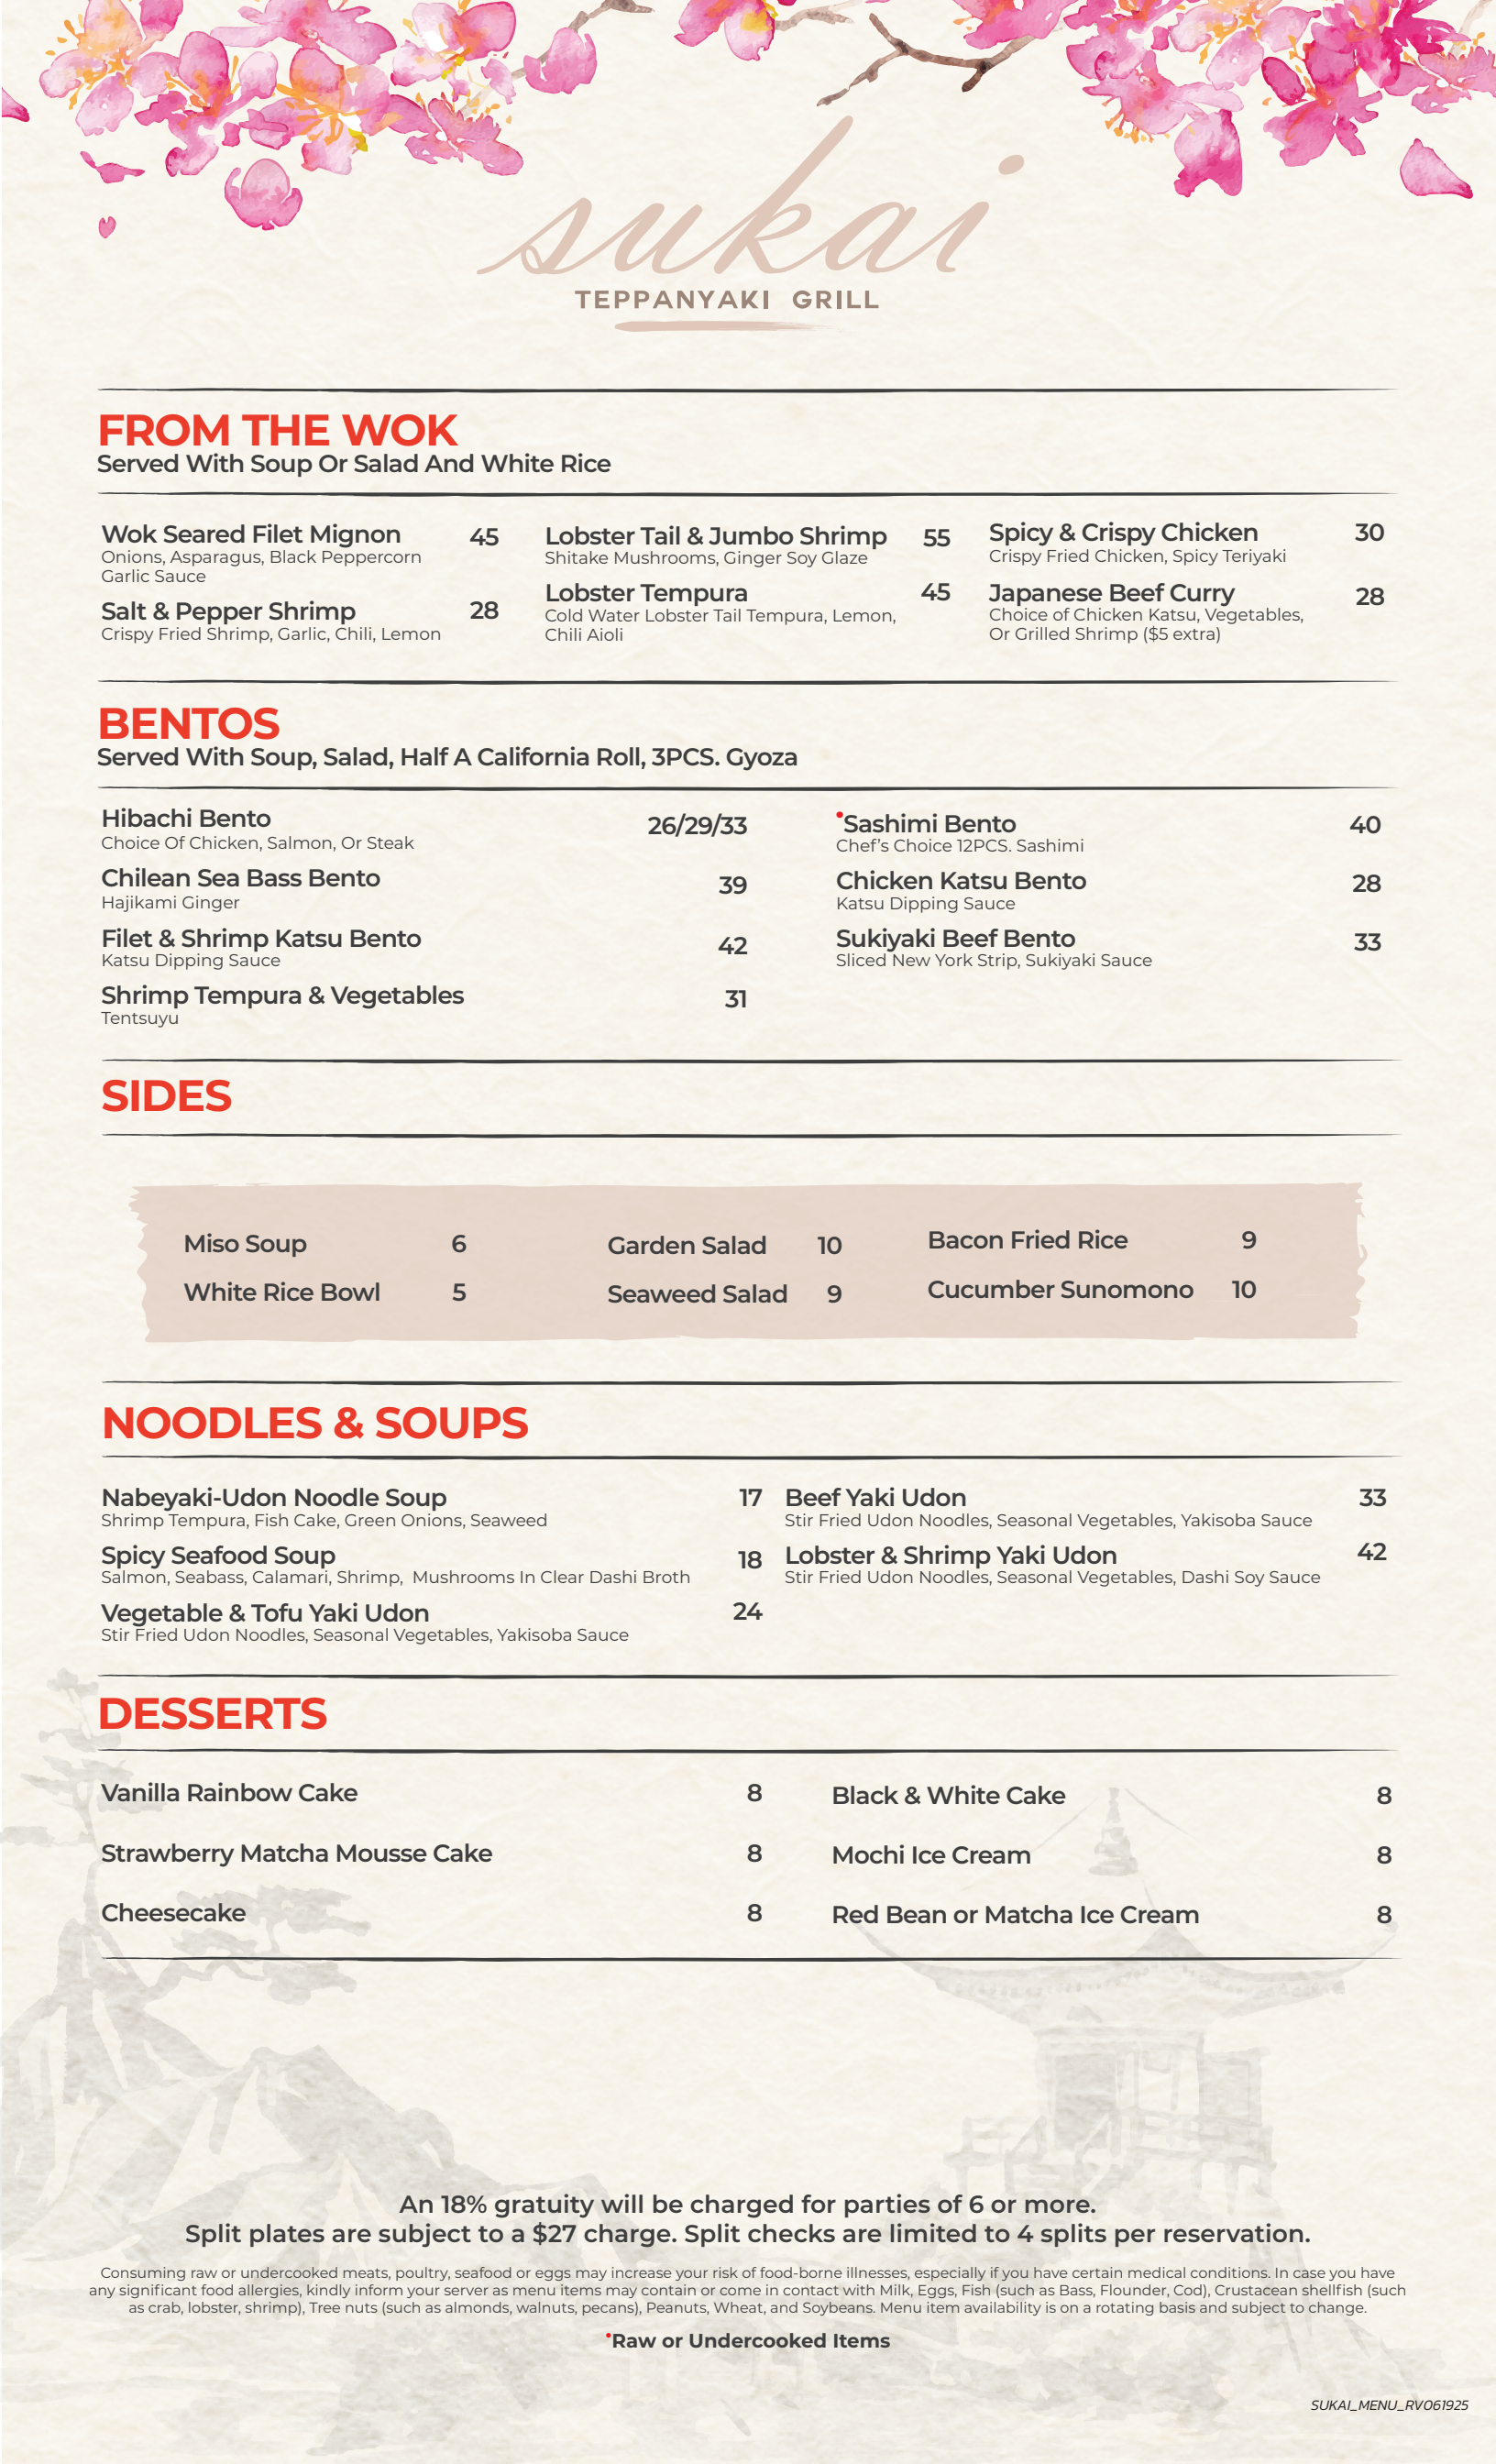 sukai
TEPPANYAKI GRILL
FROM THE WOK
Served With Soup Or Salad And White Rice
Wok Seared Filet Mignon 45
Onions, Asparagus, Black Peppercorn
Garlic Sauce
Salt & Pepper Shrimp 28
Crispy Fried Shrimp, Garlic, Chili, Lemon
Lobster Tail & Jumbo Shrimp 55
Shitake Mushrooms, Ginger Soy Glaze
Lobster Tempura 45
Cold Water Lobster Tail Tempura, Lemon,
Chili Aioli
Spicy & Crispy Chicken 30
Crispy Fried Chicken, Spicy Teriyaki
Japanese Beef Curry 28
Choice of Chicken Katsu, Vegetables,
Or Grilled Shrimp ($5 extra)
BENTOS
Served With Soup, Salad, Half A California Roll, 3PCS. Gyoza
Hibachi Bento 26/29/33
Choice Of Chicken, Salmon, Or Steak
Chilean Sea Bass Bento 39
Hajikami Ginger
Filet & Shrimp Katsu Bento 42
Katsu Dipping Sauce
Shrimp Tempura & Vegetables 31
Tentsuyu
•Sashimi Bento 40
Chef's Choice 12PCS. Sashimi
Chicken Katsu Bento 28
Katsu Dipping Sauce
Sukiyaki Beef Bento 33
Sliced New York Strip, Sukiyaki Sauce
SIDES
Miso Soup 6
White Rice Bowl 5
Garden Salad 10
Seaweed Salad 9
Bacon Fried Rice 9
Cucumber Sunomono 10
NOODLES & SOUPS
Nabeyaki-Udon Noodle Soup 17
Shrimp Tempura, Fish Cake, Green Onions, Seaweed
Spicy Seafood Soup 18
Salmon, Seabass, Calamari, Shrimp, Mushrooms In Clear Dashi Broth
Vegetable & Tofu Yaki Udon 24
Stir Fried Udon Noodles, Seasonal Vegetables, Yakisoba Sauce
Beef Yaki Udon 33
Stir Fried Udon Noodles, Seasonal Vegetables, Yakisoba Sauce
Lobster & Shrimp Yaki Udon 42
Stir Fried Udon Noodles, Seasonal Vegetables, Dashi Soy Sauce
DESSERTS
Vanilla Rainbow Cake 8
Strawberry Matcha Mousse Cake 8
Cheesecake 8
Black & White Cake 8
Mochi Ice Cream 8
Red Bean or Matcha Ice Cream 8
An 18% gratuity will be charged for parties of 6 or more.
Split plates are subject to a $27 charge. Split checks are limited to 4 splits per reservation.
Consuming raw or undercooked meats, poultry, seafood or eggs may increase your risk of food-borne illnesses, especially if you have certain medical conditions. In case you have
any significant food allergies, kindly inform your server as menu items may contain or come in contact with Milk, Eggs, Fish (such as Bass, Flounder, Cod), Crustacean shellfish (such
as crab, lobster, shrimp), Tree nuts (such as almonds, walnuts, pecans), Peanuts, Wheat, and Soybeans. Menu item availability is on a rotating basis and subject to change.
•Raw or Undercooked Items
SUKAI_MENU_RV061925